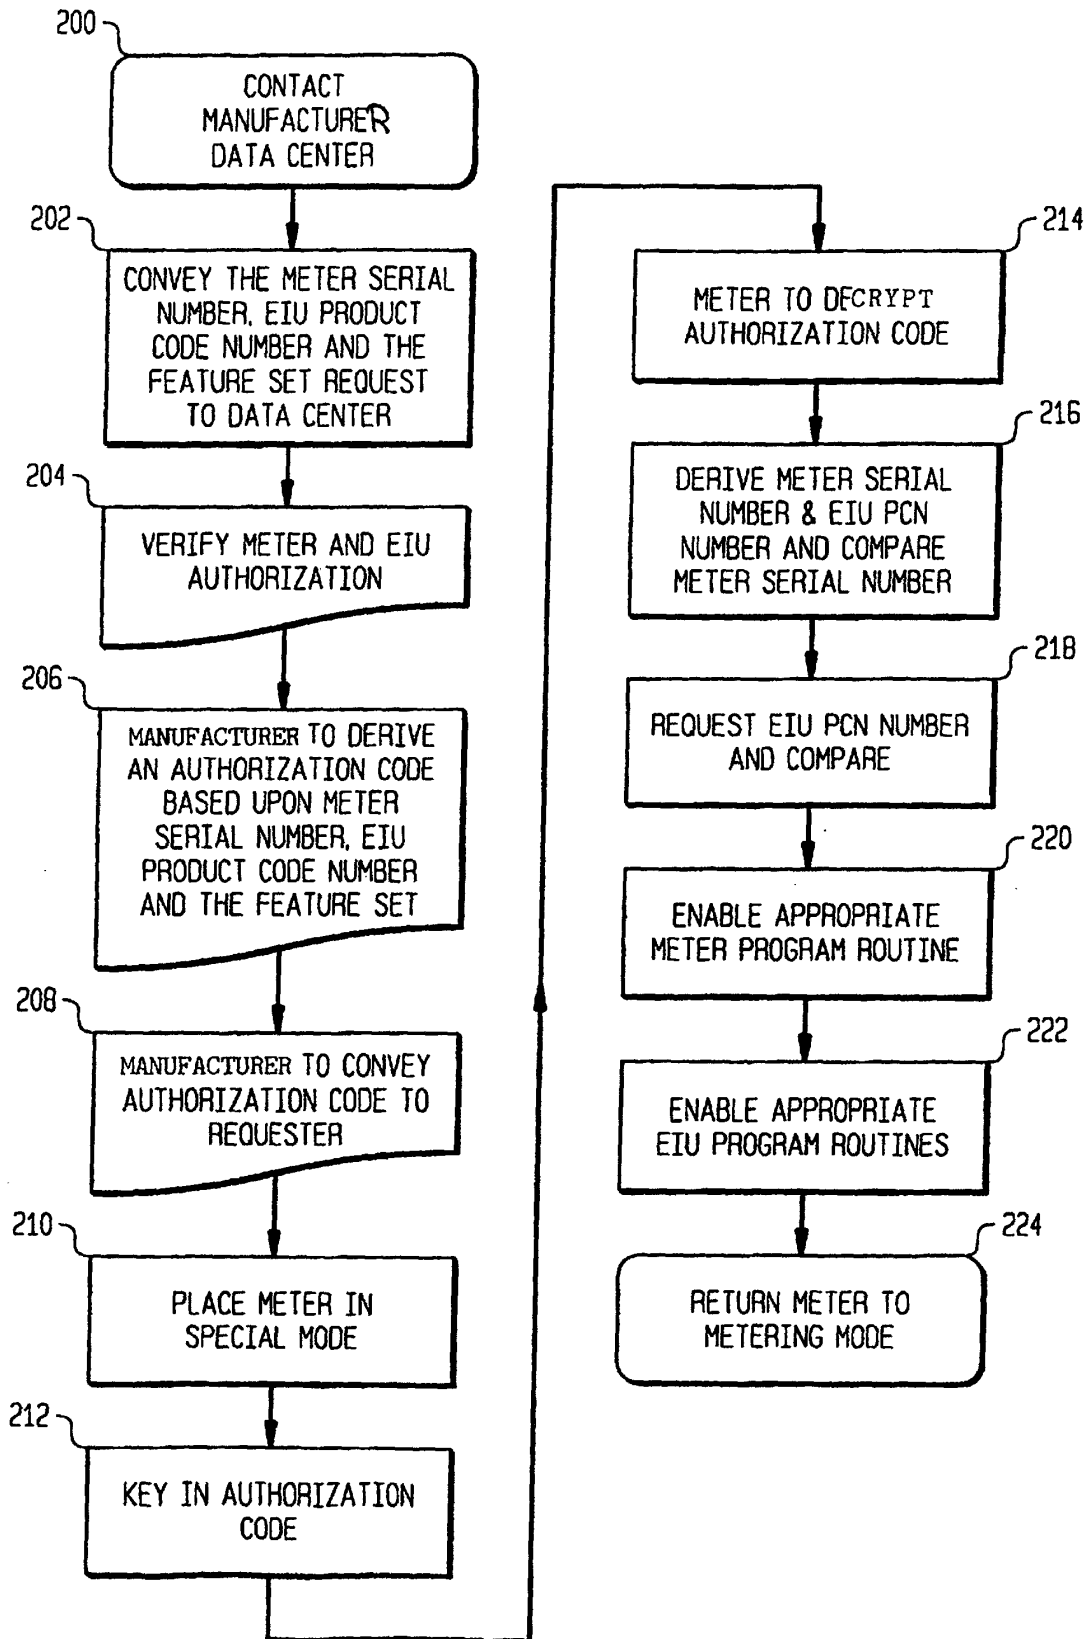 200
CONTACT
MANUFACTURER
DATA CENTER
202
CONVEY THE METER SERIAL
NUMBER, EIU PRODUCT
CODE NUMBER AND THE
FEATURE SET REQUEST
TO DATA CENTER
204
VERIFY METER AND EIU
AUTHORIZATION
206
MANUFACTURER TO DERIVE
AN AUTHORIZATION CODE
BASED UPON METER
SERIAL NUMBER, EIU
PRODUCT CODE NUMBER
AND THE FEATURE SET
208
MANUFACTURER TO CONVEY
AUTHORIZATION CODE TO
REQUESTER
210
PLACE METER IN
SPECIAL MODE
212
KEY IN AUTHORIZATION
CODE
214
METER TO DECRYPT
AUTHORIZATION CODE
216
DERIVE METER SERIAL
NUMBER & EIU PCN
NUMBER AND COMPARE
METER SERIAL NUMBER
218
REQUEST EIU PCN NUMBER
AND COMPARE
220
ENABLE APPROPRIATE
METER PROGRAM ROUTINE
222
ENABLE APPROPRIATE
EIU PROGRAM ROUTINES
224
RETURN METER TO
METERING MODE